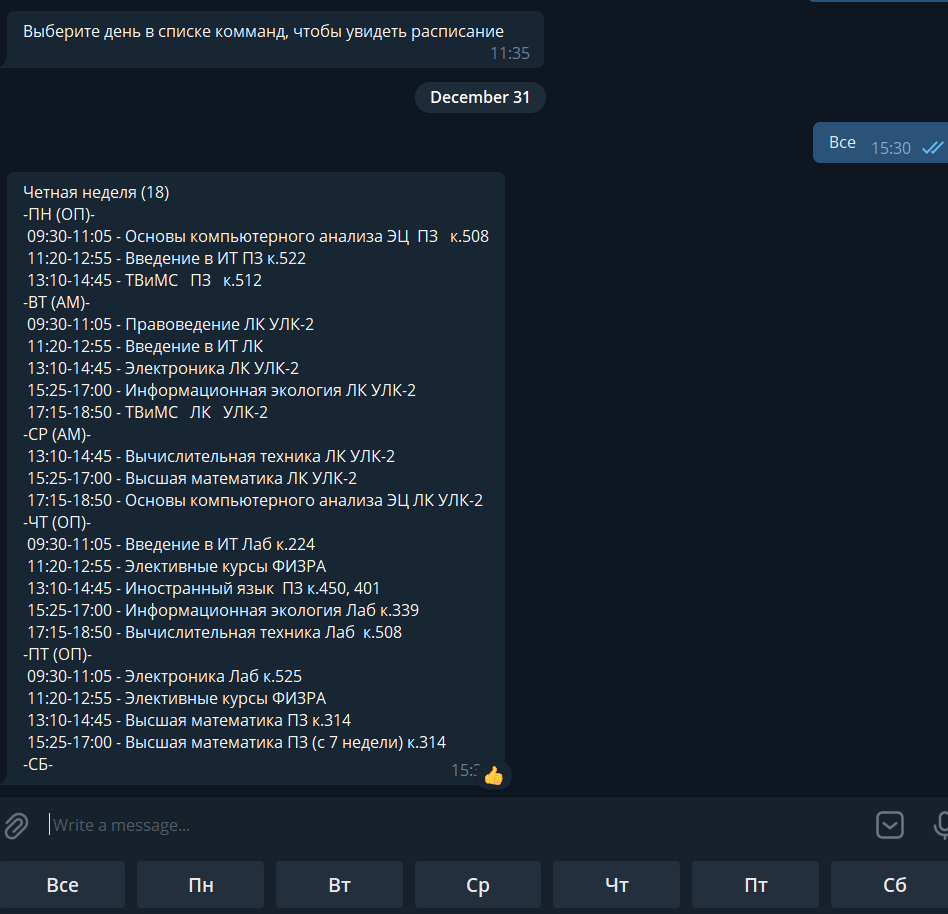 Выберите день в списке комманд, чтобы увидеть расписание
11:35
December 31
Все 15:30
Четная неделя (18)
-ПН (ОП)-
09:30-11:05 - Основы компьютерного анализа ЭЦ ПЗ к.508
11:20-12:55 - Введение в ИТ ПЗ к.522
13:10-14:45 - ТВиМС ПЗ к.512
-ВТ (АМ)-
09:30-11:05 - Правоведение ЛК УЛК-2
11:20-12:55 - Введение в ИТ ЛК
13:10-14:45 - Электроника ЛК УЛК-2
15:25-17:00 - Информационная экология ЛК УЛК-2
17:15-18:50 - ТВиМС ЛК УЛК-2
-СР (АМ)-
13:10-14:45 - Вычислительная техника ЛК УЛК-2
15:25-17:00 - Высшая математика ЛК УЛК-2
17:15-18:50 - Основы компьютерного анализа ЭЦ ЛК УЛК-2
-ЧТ (ОП)-
09:30-11:05 - Введение в ИТ Лаб к.224
11:20-12:55 - Элективные курсы ФИЗРА
13:10-14:45 - Иностранный язык ПЗ к.450, 401
15:25-17:00 - Информационная экология Лаб к.339
17:15-18:50 - Вычислительная техника Лаб к.508
-ПТ (ОП)-
09:30-11:05 - Электроника Лаб к.525
11:20-12:55 - Элективные курсы ФИЗРА
13:10-14:45 - Высшая математика ПЗ к.314
15:25-17:00 - Высшая математика ПЗ (с 7 недели) к.314
-СБ-
Write a message...
Все Пн Вт Ср Чт Пт Сб